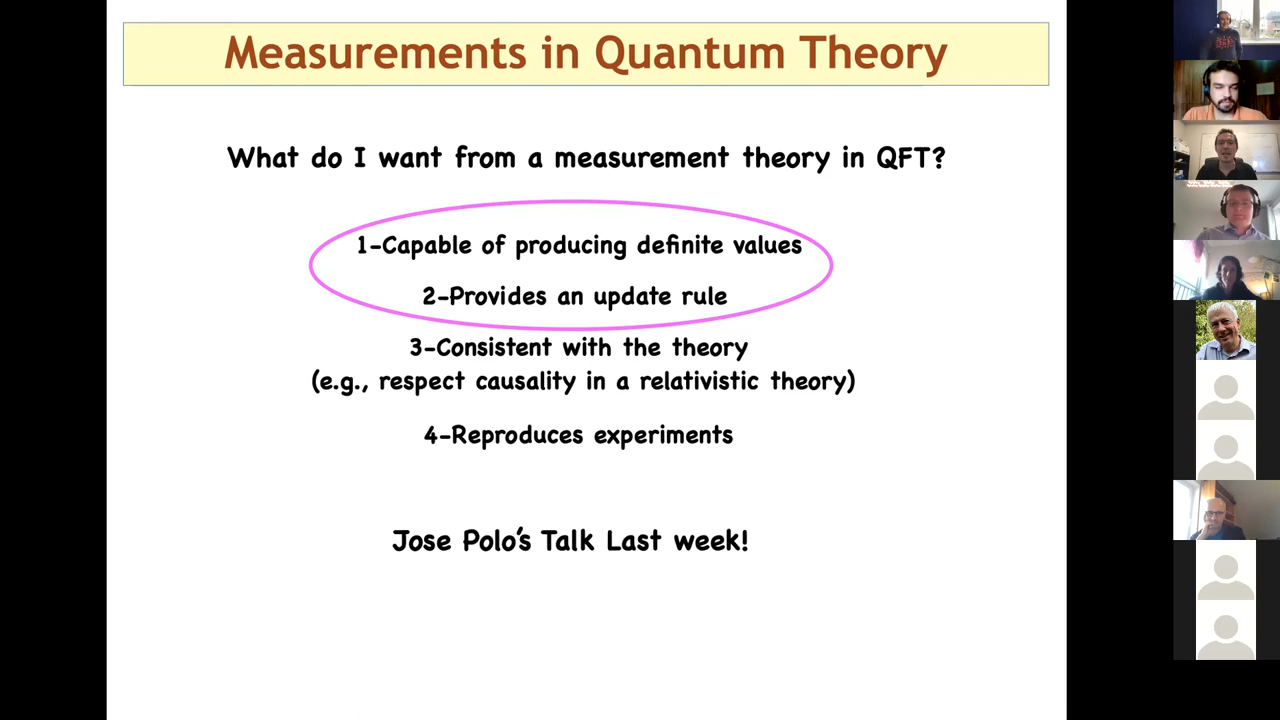 Measurements in Quantum Theory
What do I want from a measurement theory in QFT?
1-Capable of producing definite values
2-Provides an update rule
3-Consistent with the theory
(e.g., respect causality in a relativistic theory)
4-Reproduces experiments
Jose Polo's Talk Last week!